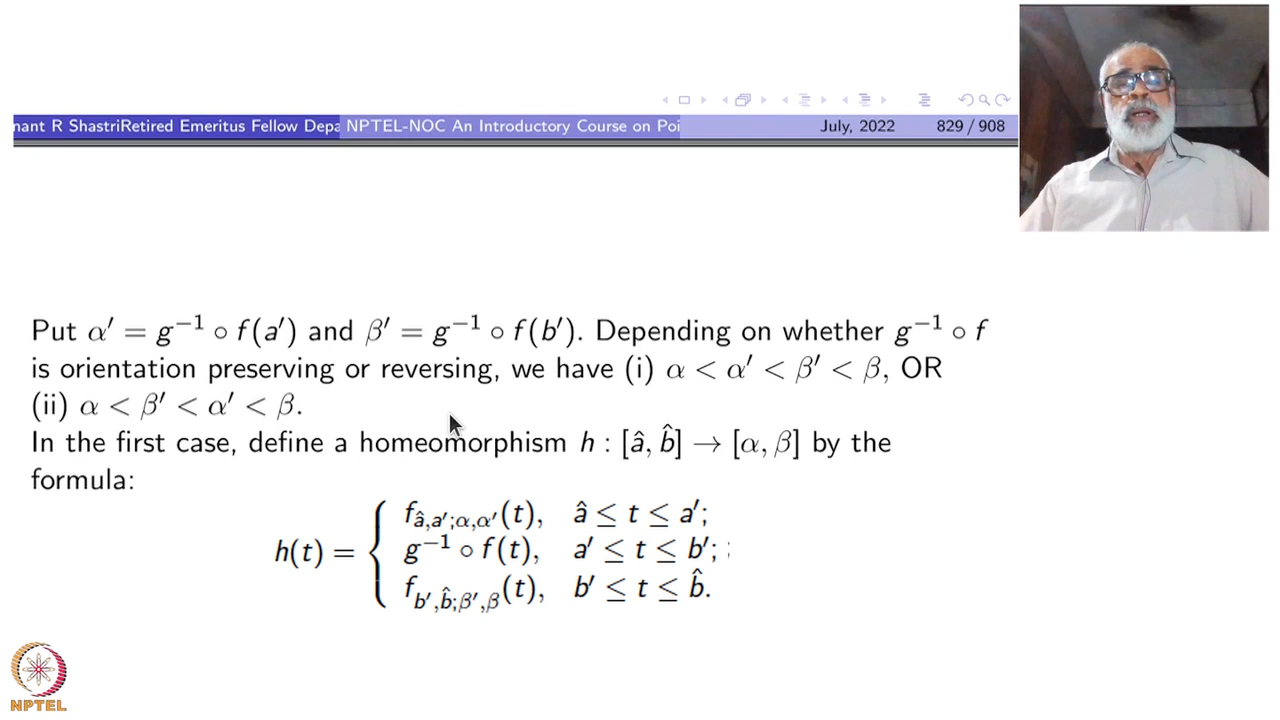 nant R ShastriRetired Emeritus Fellow Depa NPTEL-NOC An Introductory Course on Poi July, 2022 829 / 908
Put α′ = g⁻¹ ∘ f(a′) and β′ = g⁻¹ ∘ f(b′). Depending on whether g⁻¹ ∘ f
is orientation preserving or reversing, we have (i) α < α′ < β′ < β, OR
(ii) α < β′ < α′ < β.
In the first case, define a homeomorphism h : [â, b̂] → [α, β] by the
formula:
f_{â,a′;α,α′}(t), â ≤ t ≤ a′;
h(t) = { g⁻¹ ∘ f(t), a′ ≤ t ≤ b′; ;
f_{b′,b̂;β′,β}(t), b′ ≤ t ≤ b̂.
NPTEL